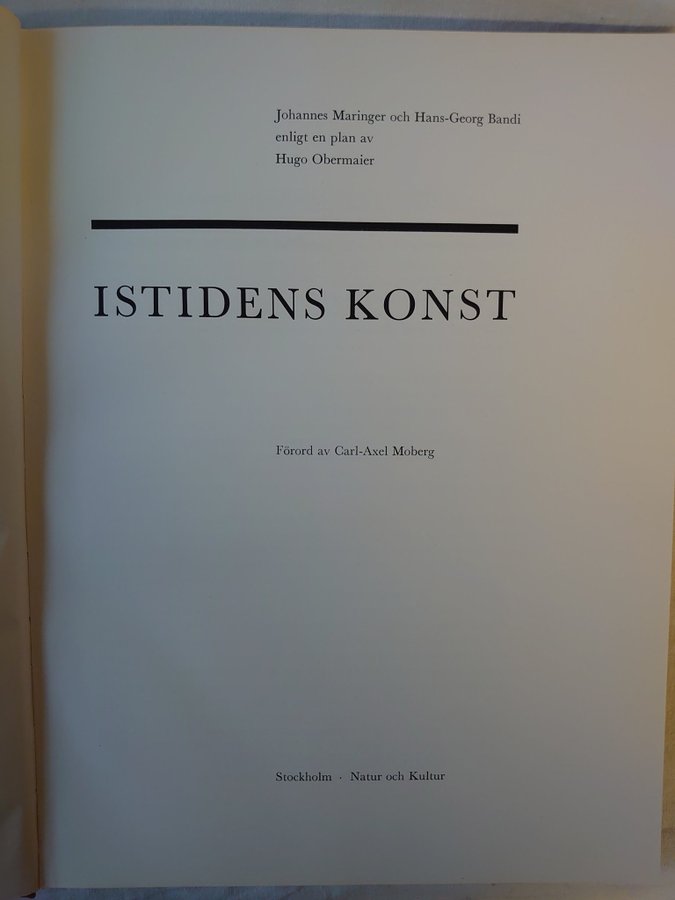 Johannes Maringer och Hans-Georg Bandi
enligt en plan av
Hugo Obermaier
ISTIDENS KONST
Förord av Carl-Axel Moberg
Stockholm · Natur och Kultur